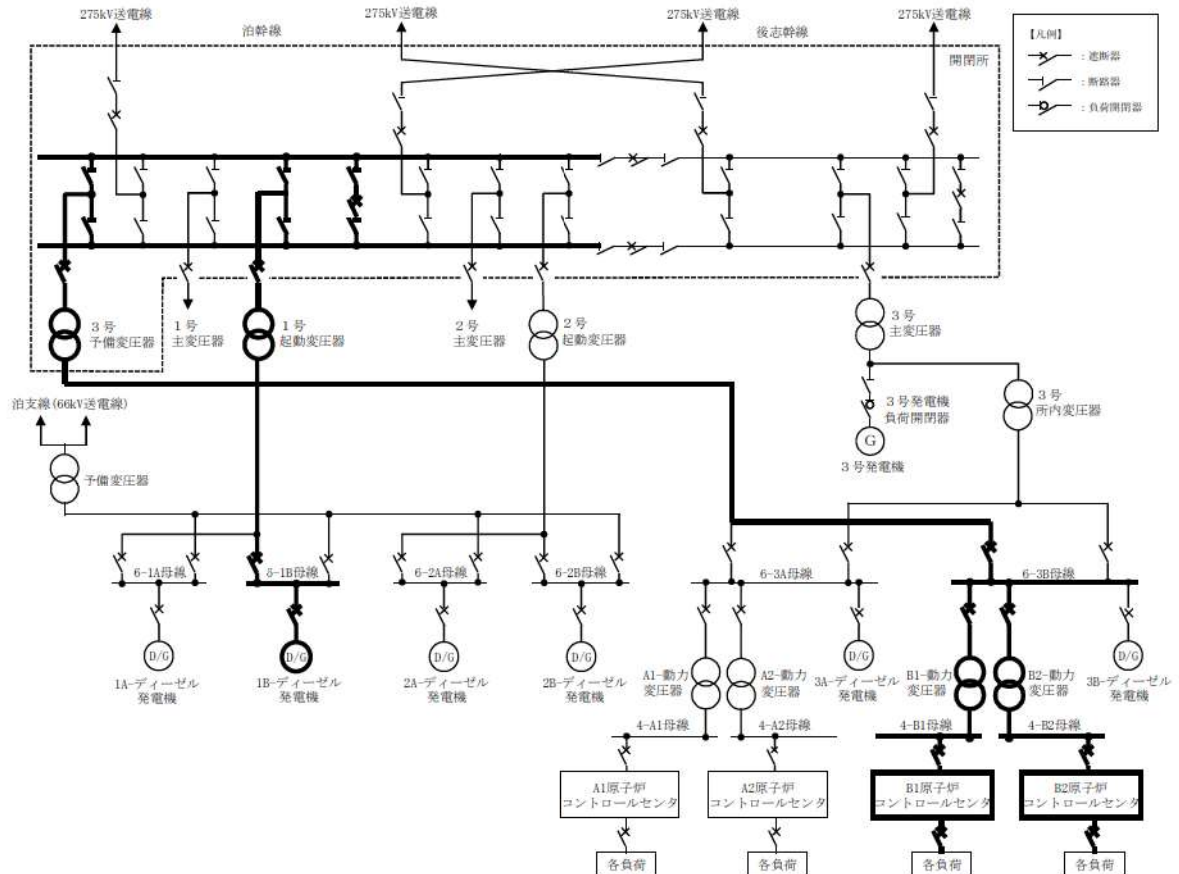 275kV送電線
275kV送電線
275kV送電線
275kV送電線
泊幹線
後志幹線
開閉所
【凡例】
：遮断器
：断路器
：負荷開閉器
3号
予備変圧器
1号
主変圧器
1号
起動変圧器
2号
主変圧器
2号
起動変圧器
3号
主変圧器
3号発電機
負荷開閉器
G
3号発電機
3号
所内変圧器
泊支線(66kV送電線)
予備変圧器
6-1A母線
6-1B母線
6-2A母線
6-2B母線
6-3A母線
6-3B母線
D/G
D/G
D/G
D/G
D/G
D/G
1A-ディーゼル
発電機
1B-ディーゼル
発電機
2A-ディーゼル
発電機
2B-ディーゼル
発電機
A1-動力
変圧器
A2-動力
変圧器
3A-ディーゼル
発電機
B1-動力
変圧器
B2-動力
変圧器
3B-ディーゼル
発電機
4-A1母線
4-A2母線
4-B1母線
4-B2母線
A1原子炉
コントロールセンタ
A2原子炉
コントロールセンタ
B1原子炉
コントロールセンタ
B2原子炉
コントロールセンタ
各負荷
各負荷
各負荷
各負荷